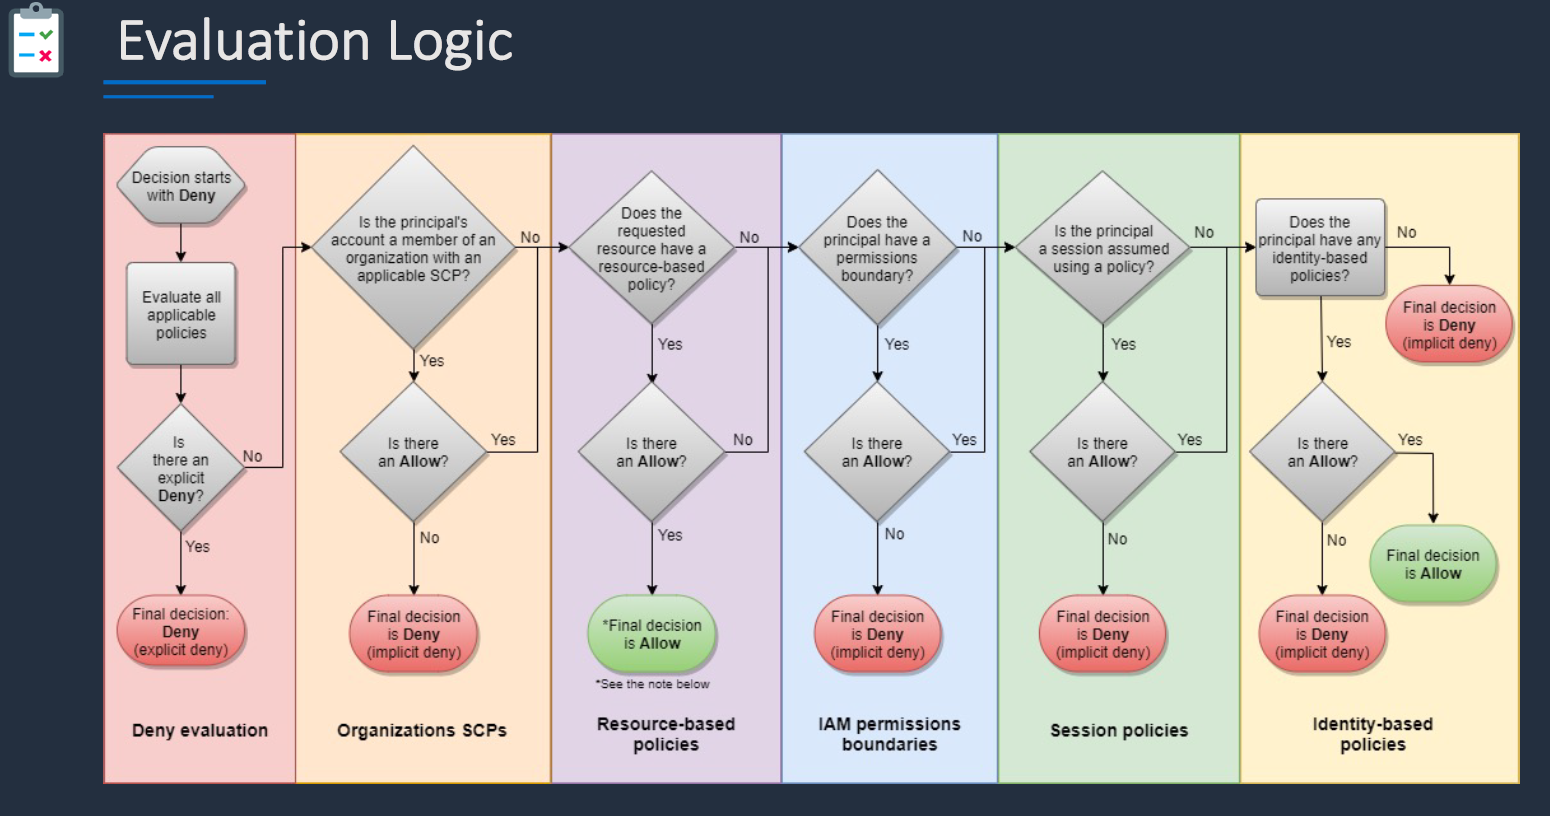 Evaluation Logic
Decision starts
with Deny
Evaluate all
applicable
policies
Is
there an
explicit
Deny?
No
Yes
Final decision:
Deny
(explicit deny)
Deny evaluation
Is the principal's
account a member of an
organization with an
applicable SCP?
No
Yes
Is there
an Allow?
Yes
No
Final decision
is Deny
(implicit deny)
Organizations SCPs
Does the
requested
resource have a
resource-based
policy?
No
Yes
Is there
an Allow?
No
Yes
*Final decision
is Allow
*See the note below
Resource-based
policies
Does the
principal have a
permissions
boundary?
No
Yes
Is there
an Allow?
Yes
No
Final decision
is Deny
(implicit deny)
IAM permissions
boundaries
Is the principal
a session assumed
using a policy?
No
Yes
Is there
an Allow?
Yes
No
Final decision
is Deny
(implicit deny)
Session policies
Does the
principal have any
identity-based
policies?
No
Final decision
is Deny
(implicit deny)
Yes
Is there
an Allow?
Yes
Final decision
is Allow
No
Final decision
is Deny
(implicit deny)
Identity-based
policies